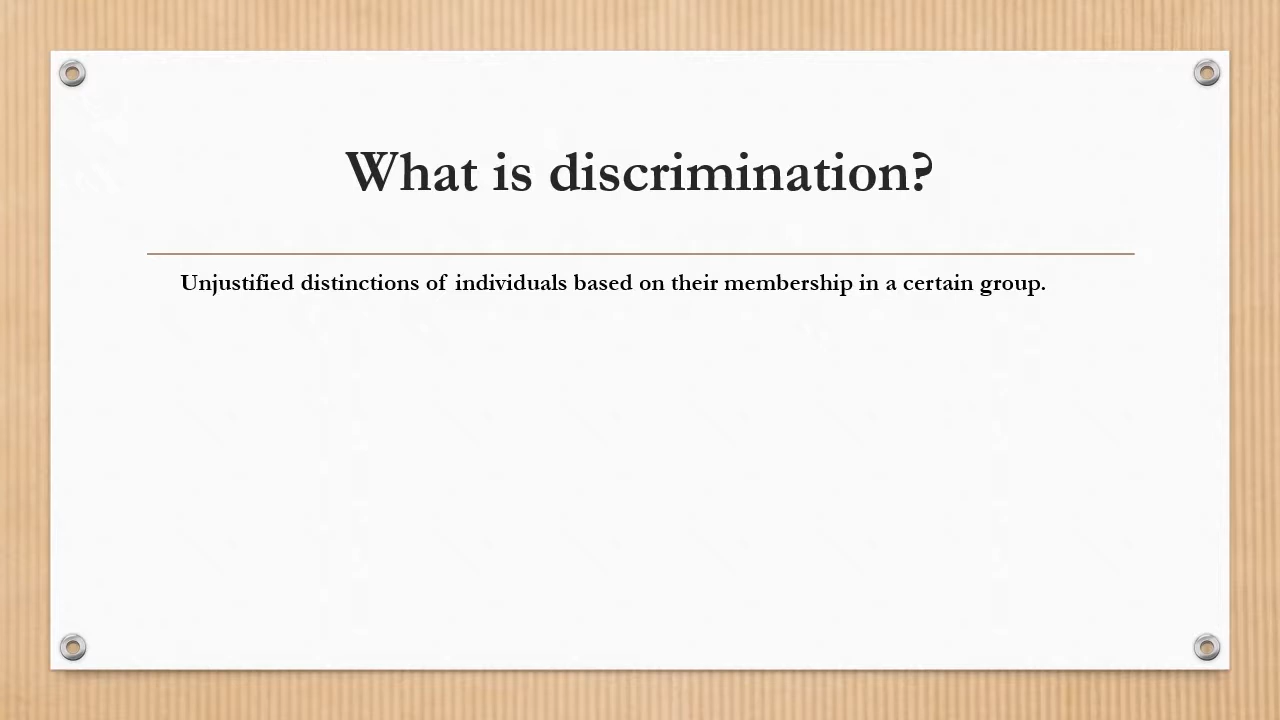 What is discrimination?
Unjustified distinctions of individuals based on their membership in a certain group.